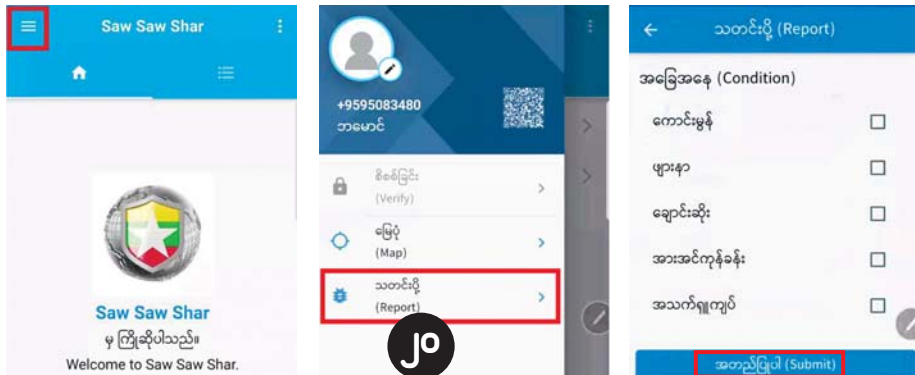 Saw Saw Shar
Saw Saw Shar
မှ ကြိုဆိုပါသည်။
Welcome to Saw Saw Shar.
+9595083480
ဘမောင်
စိစစ်ခြင်း
(Verify)
မြေပုံ
(Map)
သတင်းပို့
(Report)
၂၀
သတင်းပို့ (Report)
အခြေအနေ (Condition)
ကောင်းမွန်
ဖျားနာ
ချောင်းဆိုး
အားအင်ကုန်ခန်း
အသက်ရှူကျပ်
အတည်ပြုပါ (Submit)